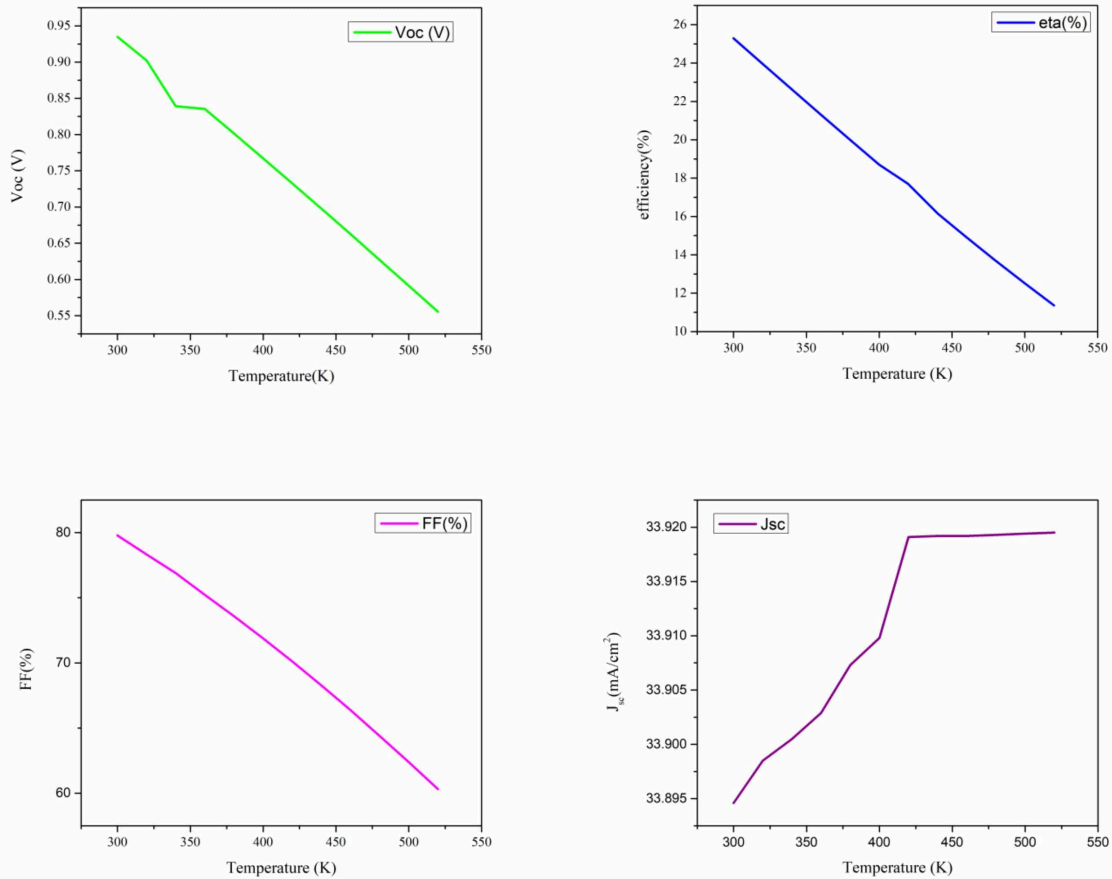 Voc (V)
0.95
0.90
0.85
0.80
0.75
0.70
0.65
0.60
0.55
Voc (V)
300 350 400 450 500 550
Temperature(K)
eta(%)
26
24
22
20
18
16
14
12
10
efficiency(%)
300 350 400 450 500 550
Temperature (K)
FF(%)
80
70
60
FF(%)
300 350 400 450 500 550
Temperature (K)
Jsc
33.920
33.915
33.910
33.905
33.900
33.895
Jsc(mA/cm²)
300 350 400 450 500 550
Temperature (K)